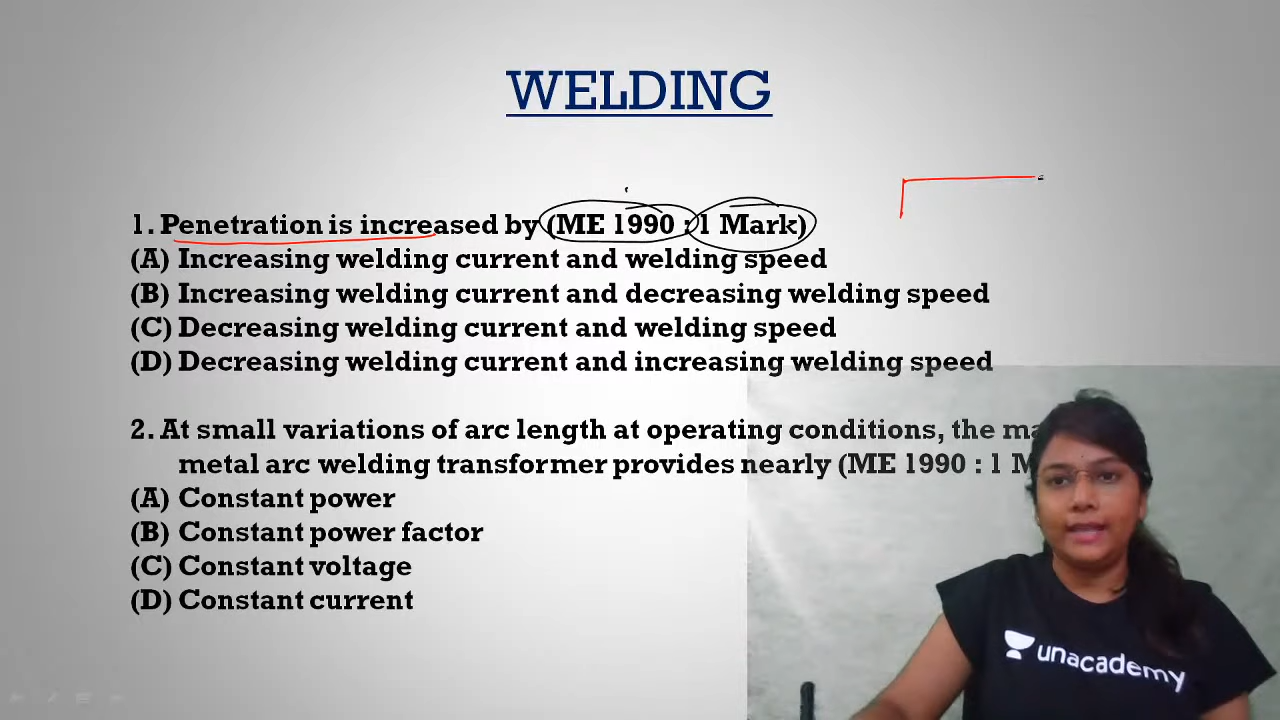 WELDING
1. Penetration is increased by (ME 1990 : 1 Mark)
(A) Increasing welding current and welding speed
(B) Increasing welding current and decreasing welding speed
(C) Decreasing welding current and welding speed
(D) Decreasing welding current and increasing welding speed
2. At small variations of arc length at operating conditions, the
metal arc welding transformer provides nearly (ME 1990 : 1
(A) Constant power
(B) Constant power factor
(C) Constant voltage
(D) Constant current
unacademy